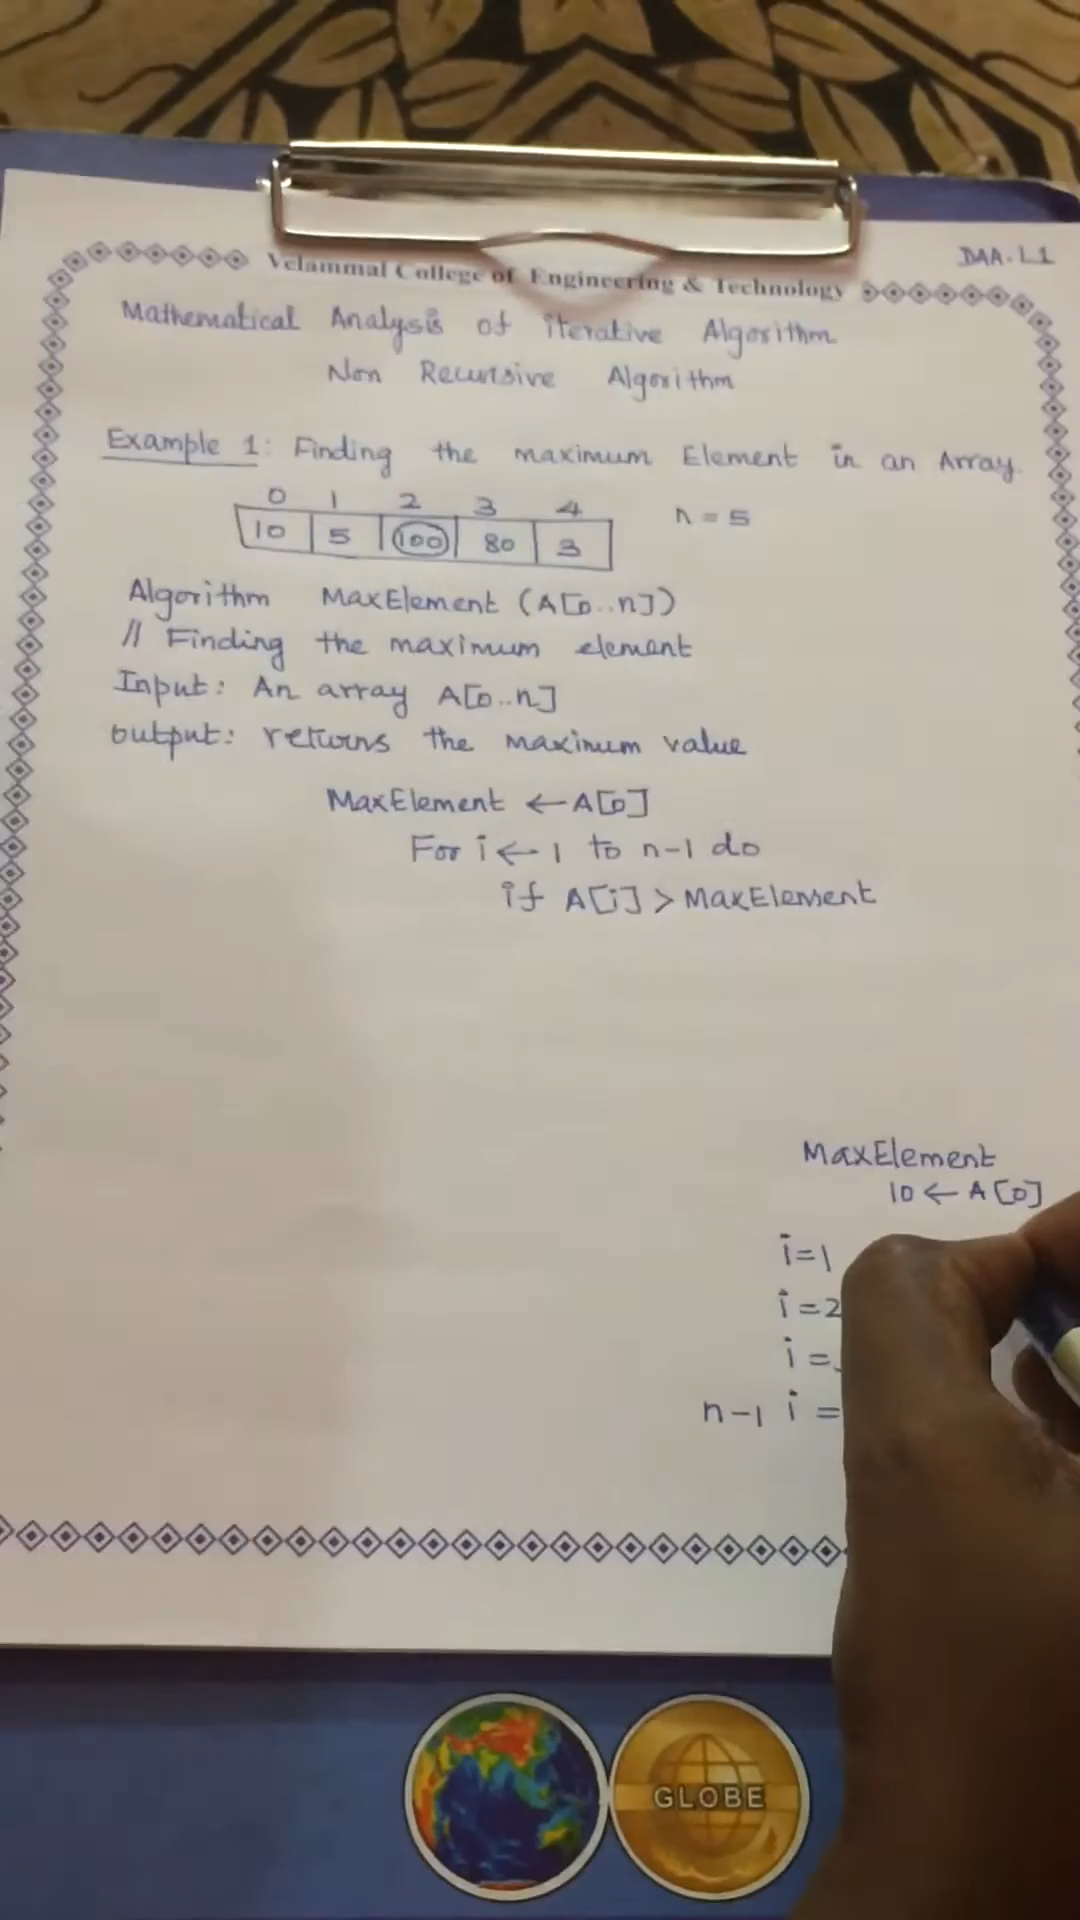 DAA-L1
Velammal College of Engineering & Technology
Mathematical Analysis of iterative Algorithm
Non Recursive Algorithm
Example 1: Finding the maximum Element in an Array.
0 1 2 3 4
10 5 100 80 3 n = 5
Algorithm MaxElement (A[0..n])
// Finding the maximum element
Input: An array A[0..n]
output: returns the maximum value
MaxElement ← A[0]
For i ← 1 to n-1 do
if A[i] > MaxElement
MaxElement
10 ← A[0]
i=1
i=2
i=
n-1 i =
GLOBE